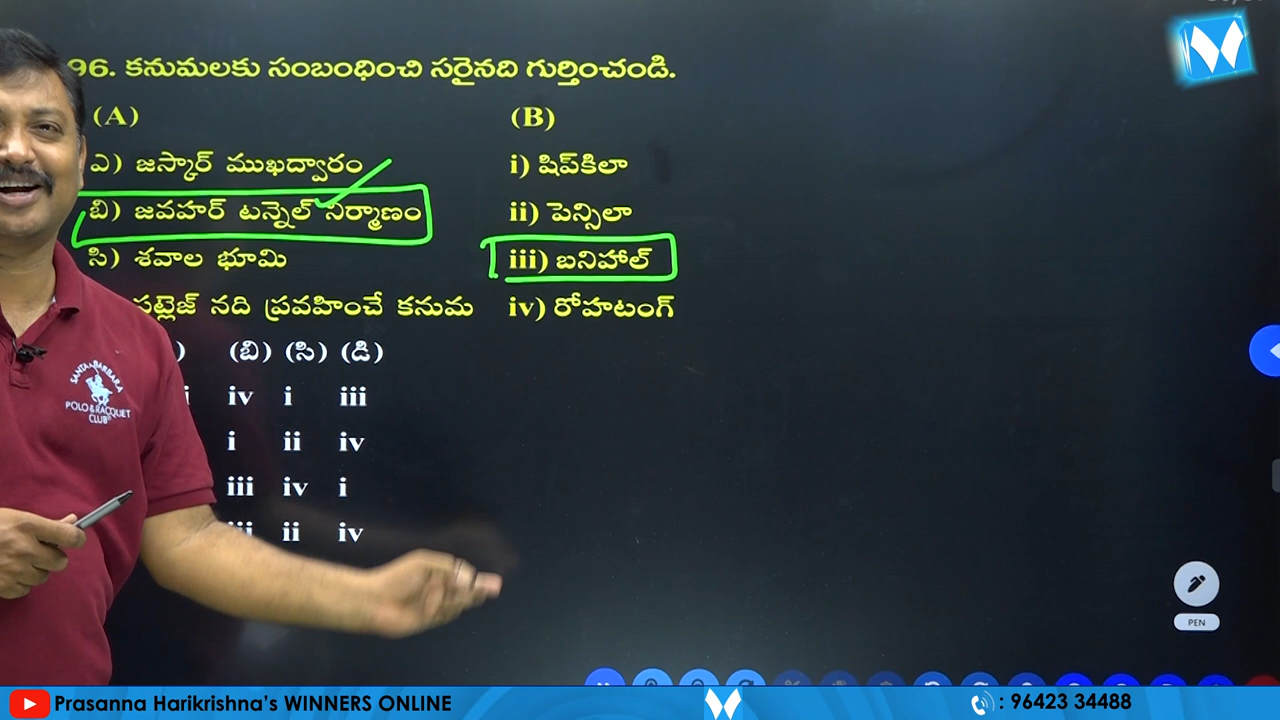 96. కనుమలకు సంబంధించి సరైనది గుర్తించండి.
(A) (B)
ఎ) జస్కార్ ముఖద్వారం i) షిప్‌కిలా
బి) జవహర్ టన్నెల్ నిర్మాణం ii) పెన్సిలా
సి) శవాల భూమి iii) బనిహాల్
సట్లెజ్ నది ప్రవహించే కనుమ iv) రోహటంగ్
(బి) (సి) (డి)
iv i iii
i ii iv
iii iv i
iii ii iv
SANTA BARBARA
POLO & RACQUET
CLUB
PEN
Prasanna Harikrishna's WINNERS ONLINE : 96423 34488